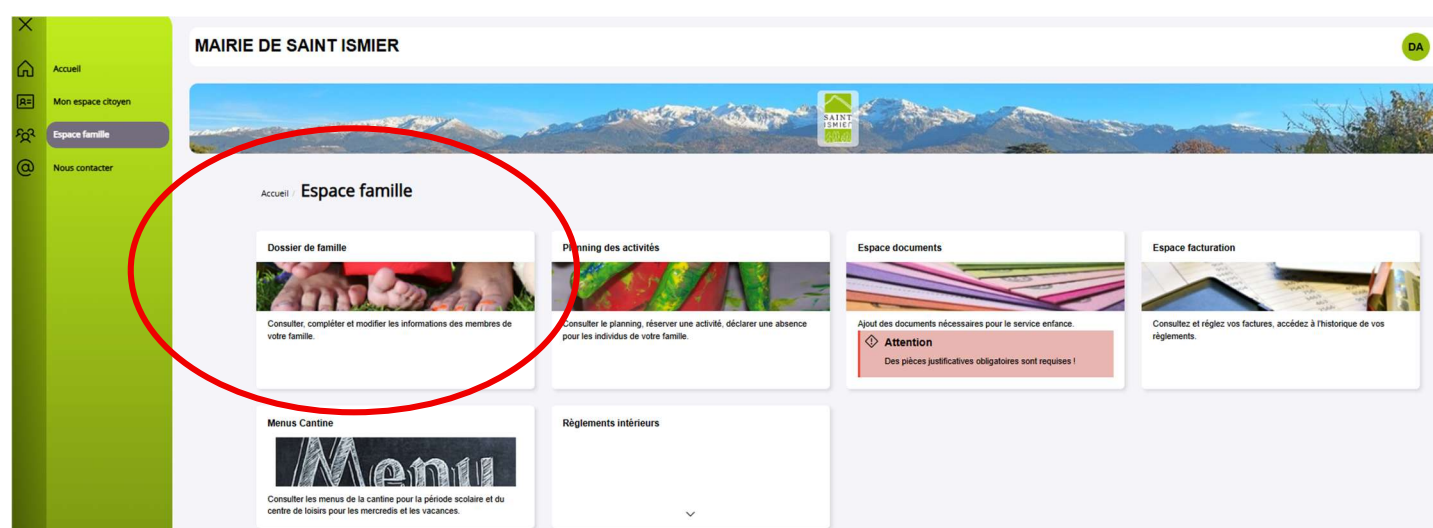 MAIRIE DE SAINT ISMIER
DA
Accueil
Mon espace citoyen
Espace famille
Nous contacter
SAINT
ISMIER
Accueil / Espace famille
Dossier de famille
Consulter, compléter et modifier les informations des membres de
votre famille.
Planning des activités
Consulter le planning, réserver une activité, déclarer une absence
pour les individus de votre famille.
Espace documents
Ajout des documents nécessaires pour le service enfance.
Attention
Des pièces justificatives obligatoires sont requises !
Espace facturation
Consultez et réglez vos factures, accédez à l'historique de vos
règlements.
Menus Cantine
Menu
Consulter les menus de la cantine pour la période scolaire et du
centre de loisirs pour les mercredis et les vacances.
Règlements intérieurs